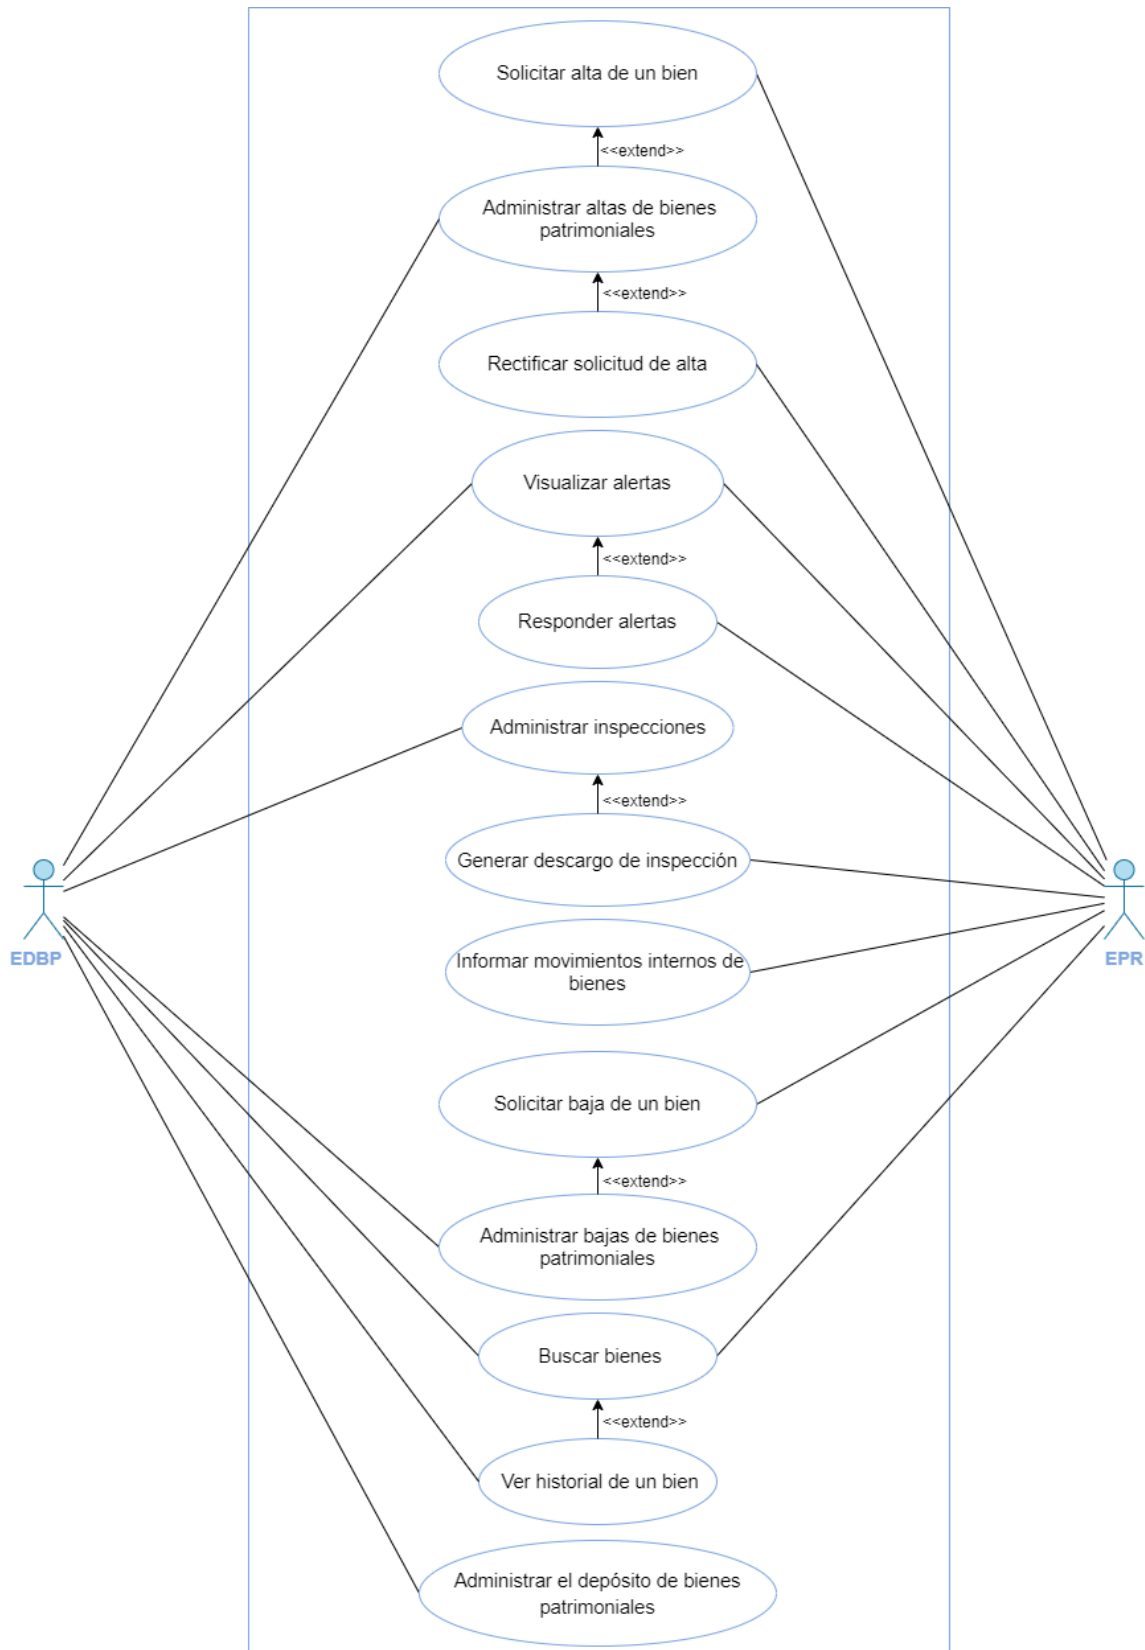 Solicitar alta de un bien
<<extend>>
Administrar altas de bienes
patrimoniales
<<extend>>
Rectificar solicitud de alta
Visualizar alertas
<<extend>>
Responder alertas
Administrar inspecciones
<<extend>>
Generar descargo de inspección
EDBP
EPR
Informar movimientos internos de
bienes
Solicitar baja de un bien
<<extend>>
Administrar bajas de bienes
patrimoniales
Buscar bienes
<<extend>>
Ver historial de un bien
Administrar el depósito de bienes
patrimoniales